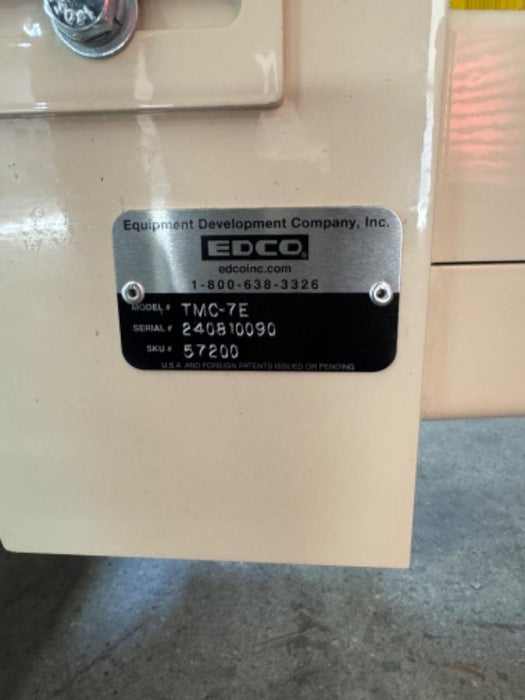 Equipment Development Company, Inc.
EDCO
edcoinc.com
1-800-638-3326
MODEL # TMC-7E
SERIAL # 240810090
SKU # 57200
U.S.A. AND FOREIGN PATENTS ISSUED OR PENDING